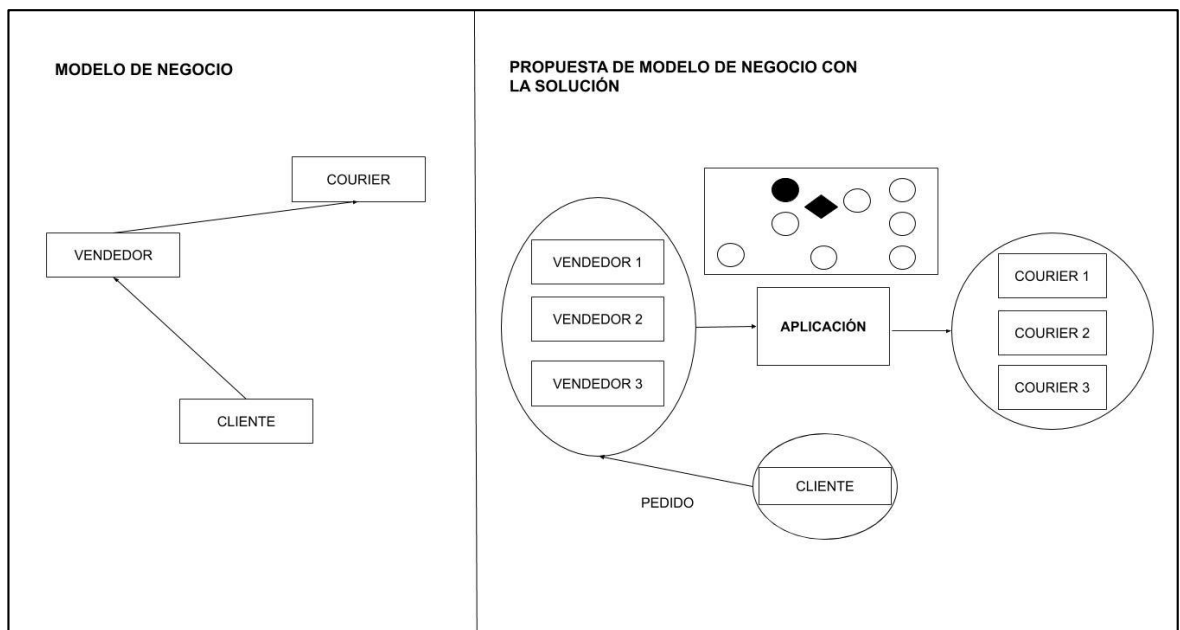 MODELO DE NEGOCIO
COURIER
VENDEDOR
CLIENTE
PROPUESTA DE MODELO DE NEGOCIO CON
LA SOLUCIÓN
VENDEDOR 1
VENDEDOR 2
VENDEDOR 3
APLICACIÓN
COURIER 1
COURIER 2
COURIER 3
CLIENTE
PEDIDO